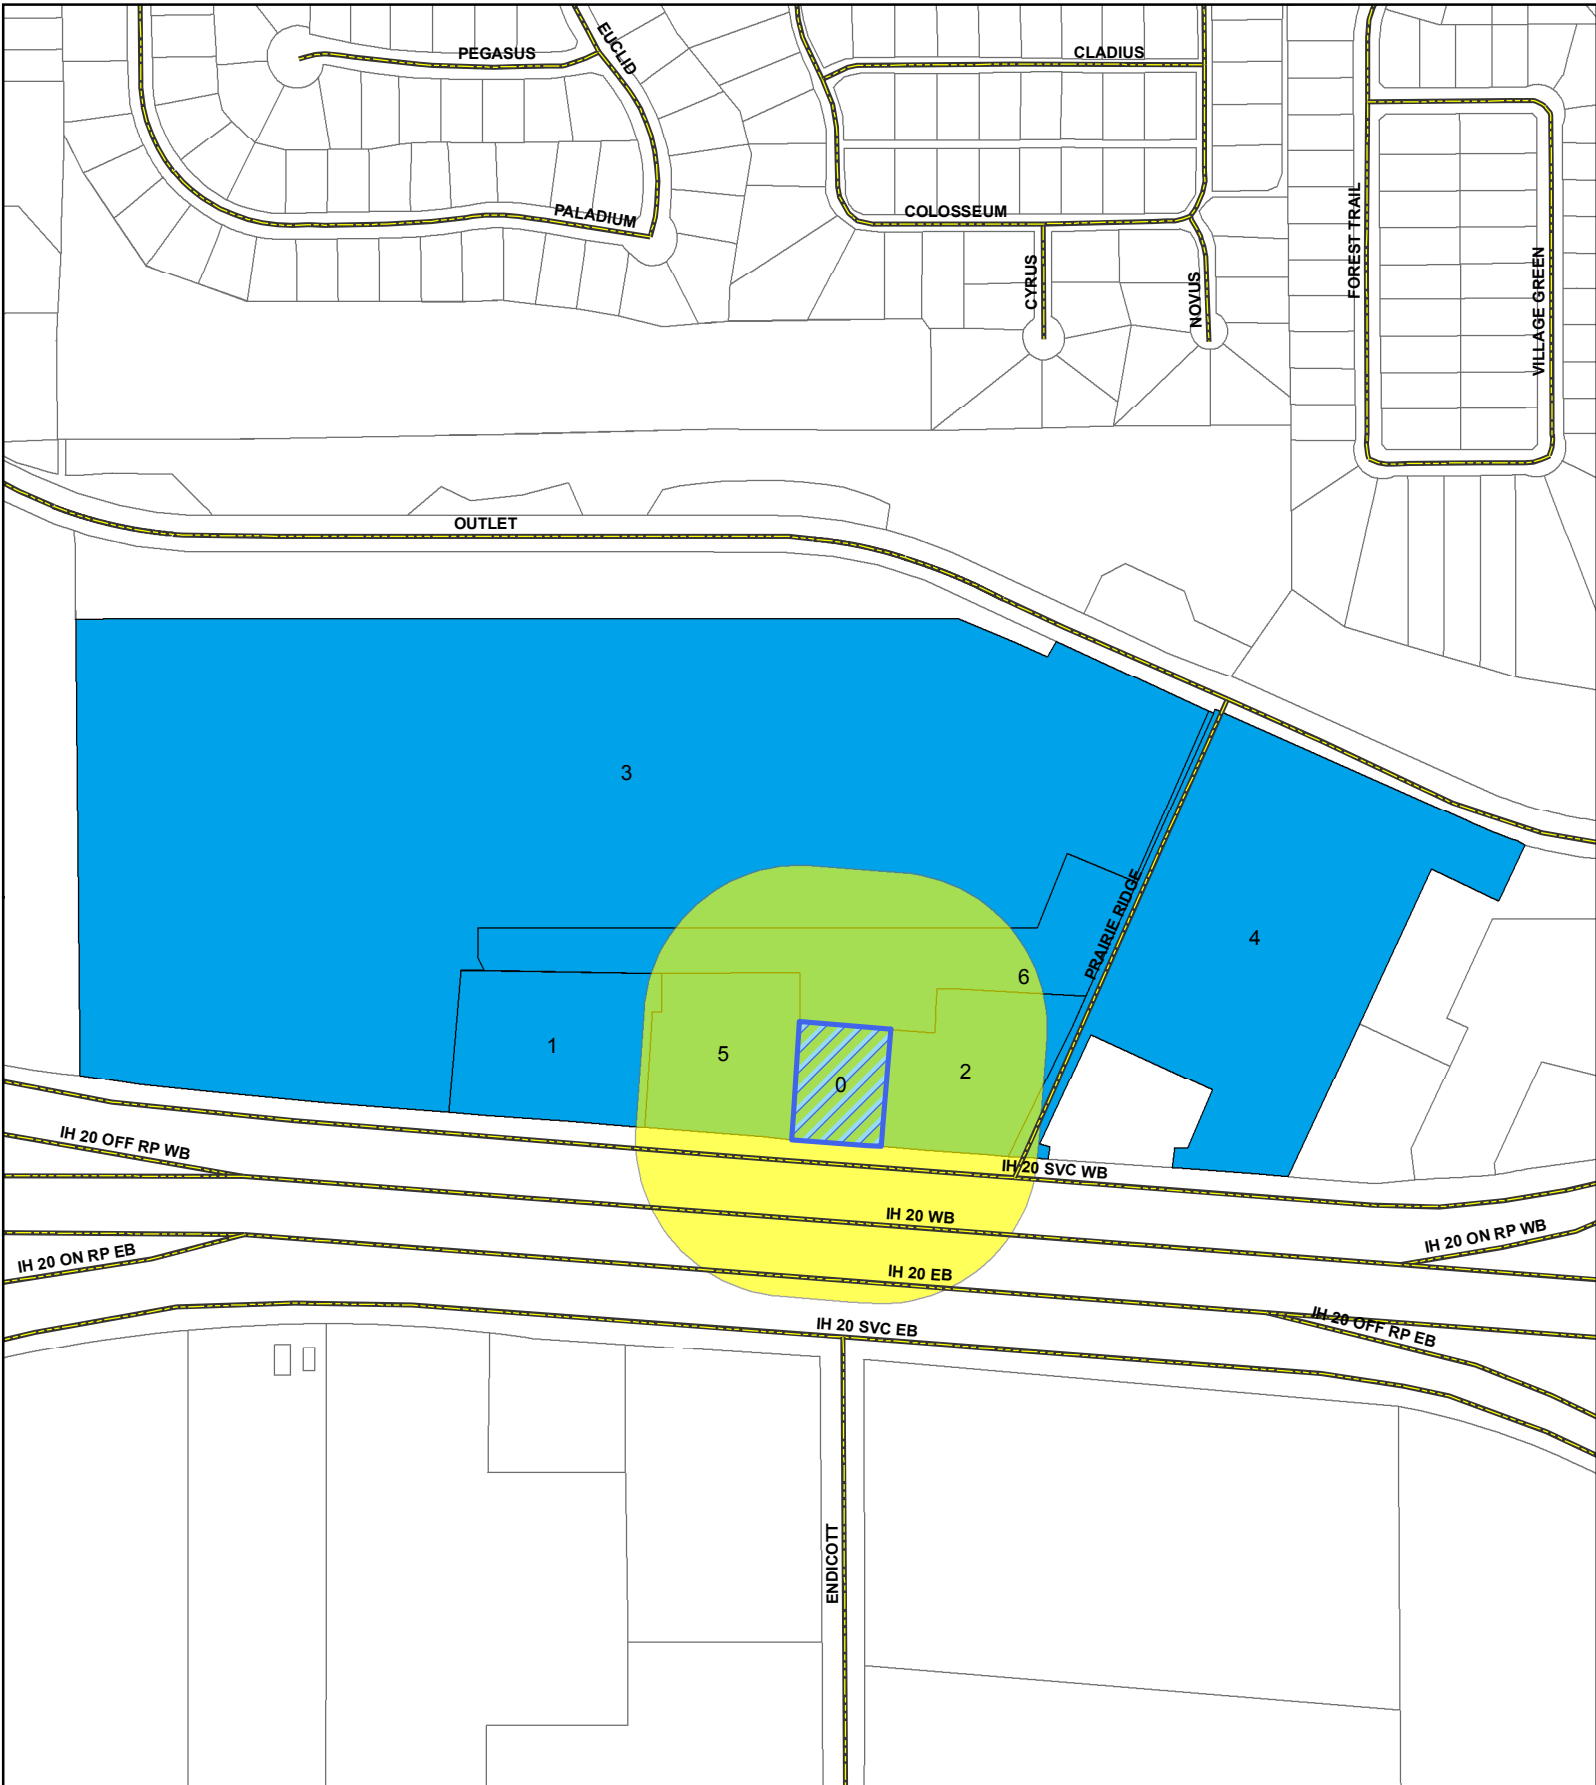 PEGASUS
EUCLID
CLADIUS
PALADIUM
COLOSSEUM
FOREST TRAIL
CYRUS
NOVUS
VILLAGE GREEN
OUTLET
3
PRAIRIE RIDGE
4
6
1
5
2
0
IH 20 OFF RP WB
IH 20 SVC WB
IH 20 WB
IH 20 ON RP WB
IH 20 ON RP EB
IH 20 EB
IH 20 SVC EB
IH 20 OFF RP EB
ENDICOTT